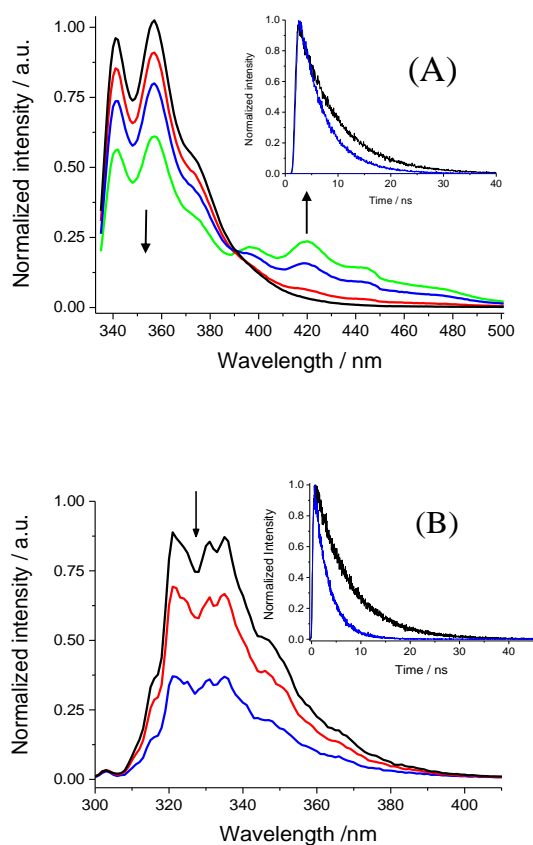 1.00
0.75
0.50
0.25
0.00
Normalized intensity / a.u.
340 360 380 400 420 440 460 480 500
Wavelength / nm
1.0
0.8
0.6
0.4
0.2
0.0
Normalized intensity
0 10 20 30 40
Time / ns
(A)
1.00
0.75
0.50
0.25
0.00
Normalized intensity / a.u.
300 320 340 360 380 400
Wavelength /nm
1.0
0.8
0.6
0.4
0.2
0.0
Normalized Intensity
0 10 20 30 40
Time / ns
(B)